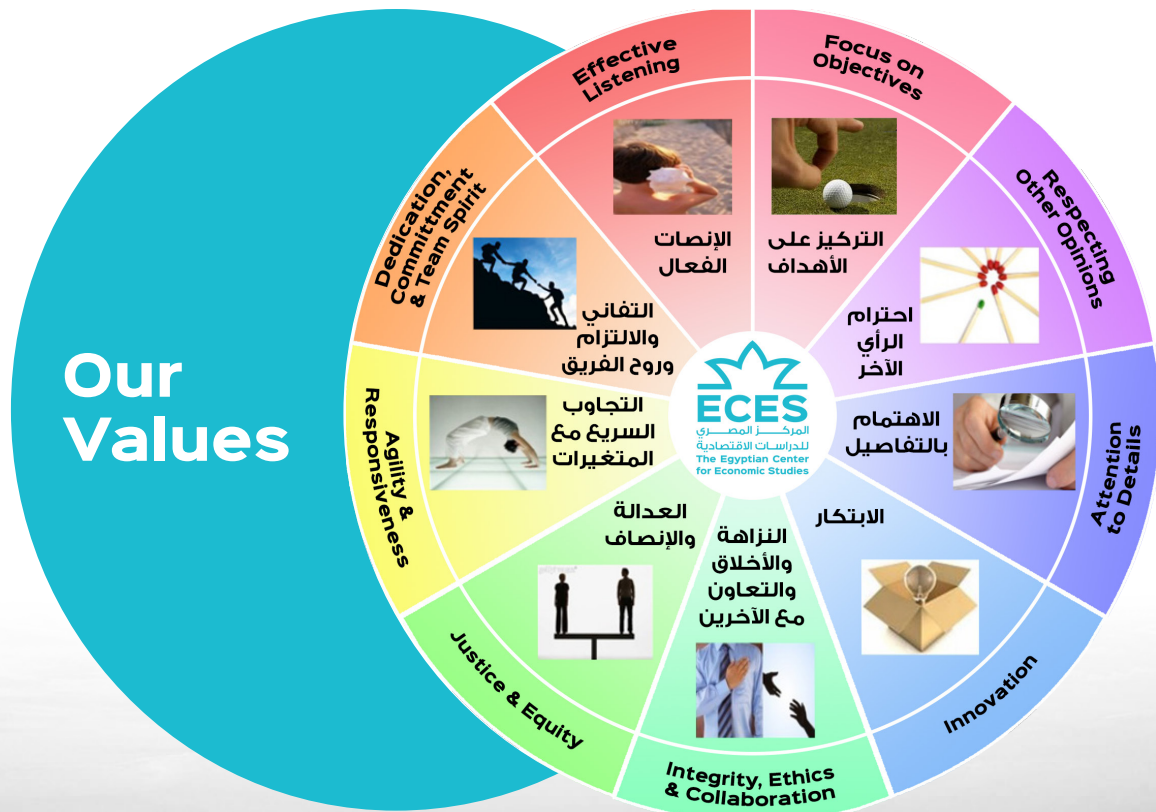 Our
Values
Effective
Listening
الإنصات
الفعال
Focus on
Objectives
التركيز على
الأهداف
Respecting
Other Opinions
احترام
الرأي
الآخر
Attention
to Details
الاهتمام
بالتفاصيل
Innovation
الابتكار
Integrity, Ethics
& Collaboration
النزاهة
والأخلاق
والتعاون
مع الآخرين
Justice & Equity
العدالة
والإنصاف
Agility &
Responsiveness
التجاوب
السريع مع
المتغيرات
Dedication,
Committment
& Team Spirit
التفاني
والالتزام
وروح الفريق
ECES
المركز المصري
للدراسات الاقتصادية
The Egyptian Center
for Economic Studies